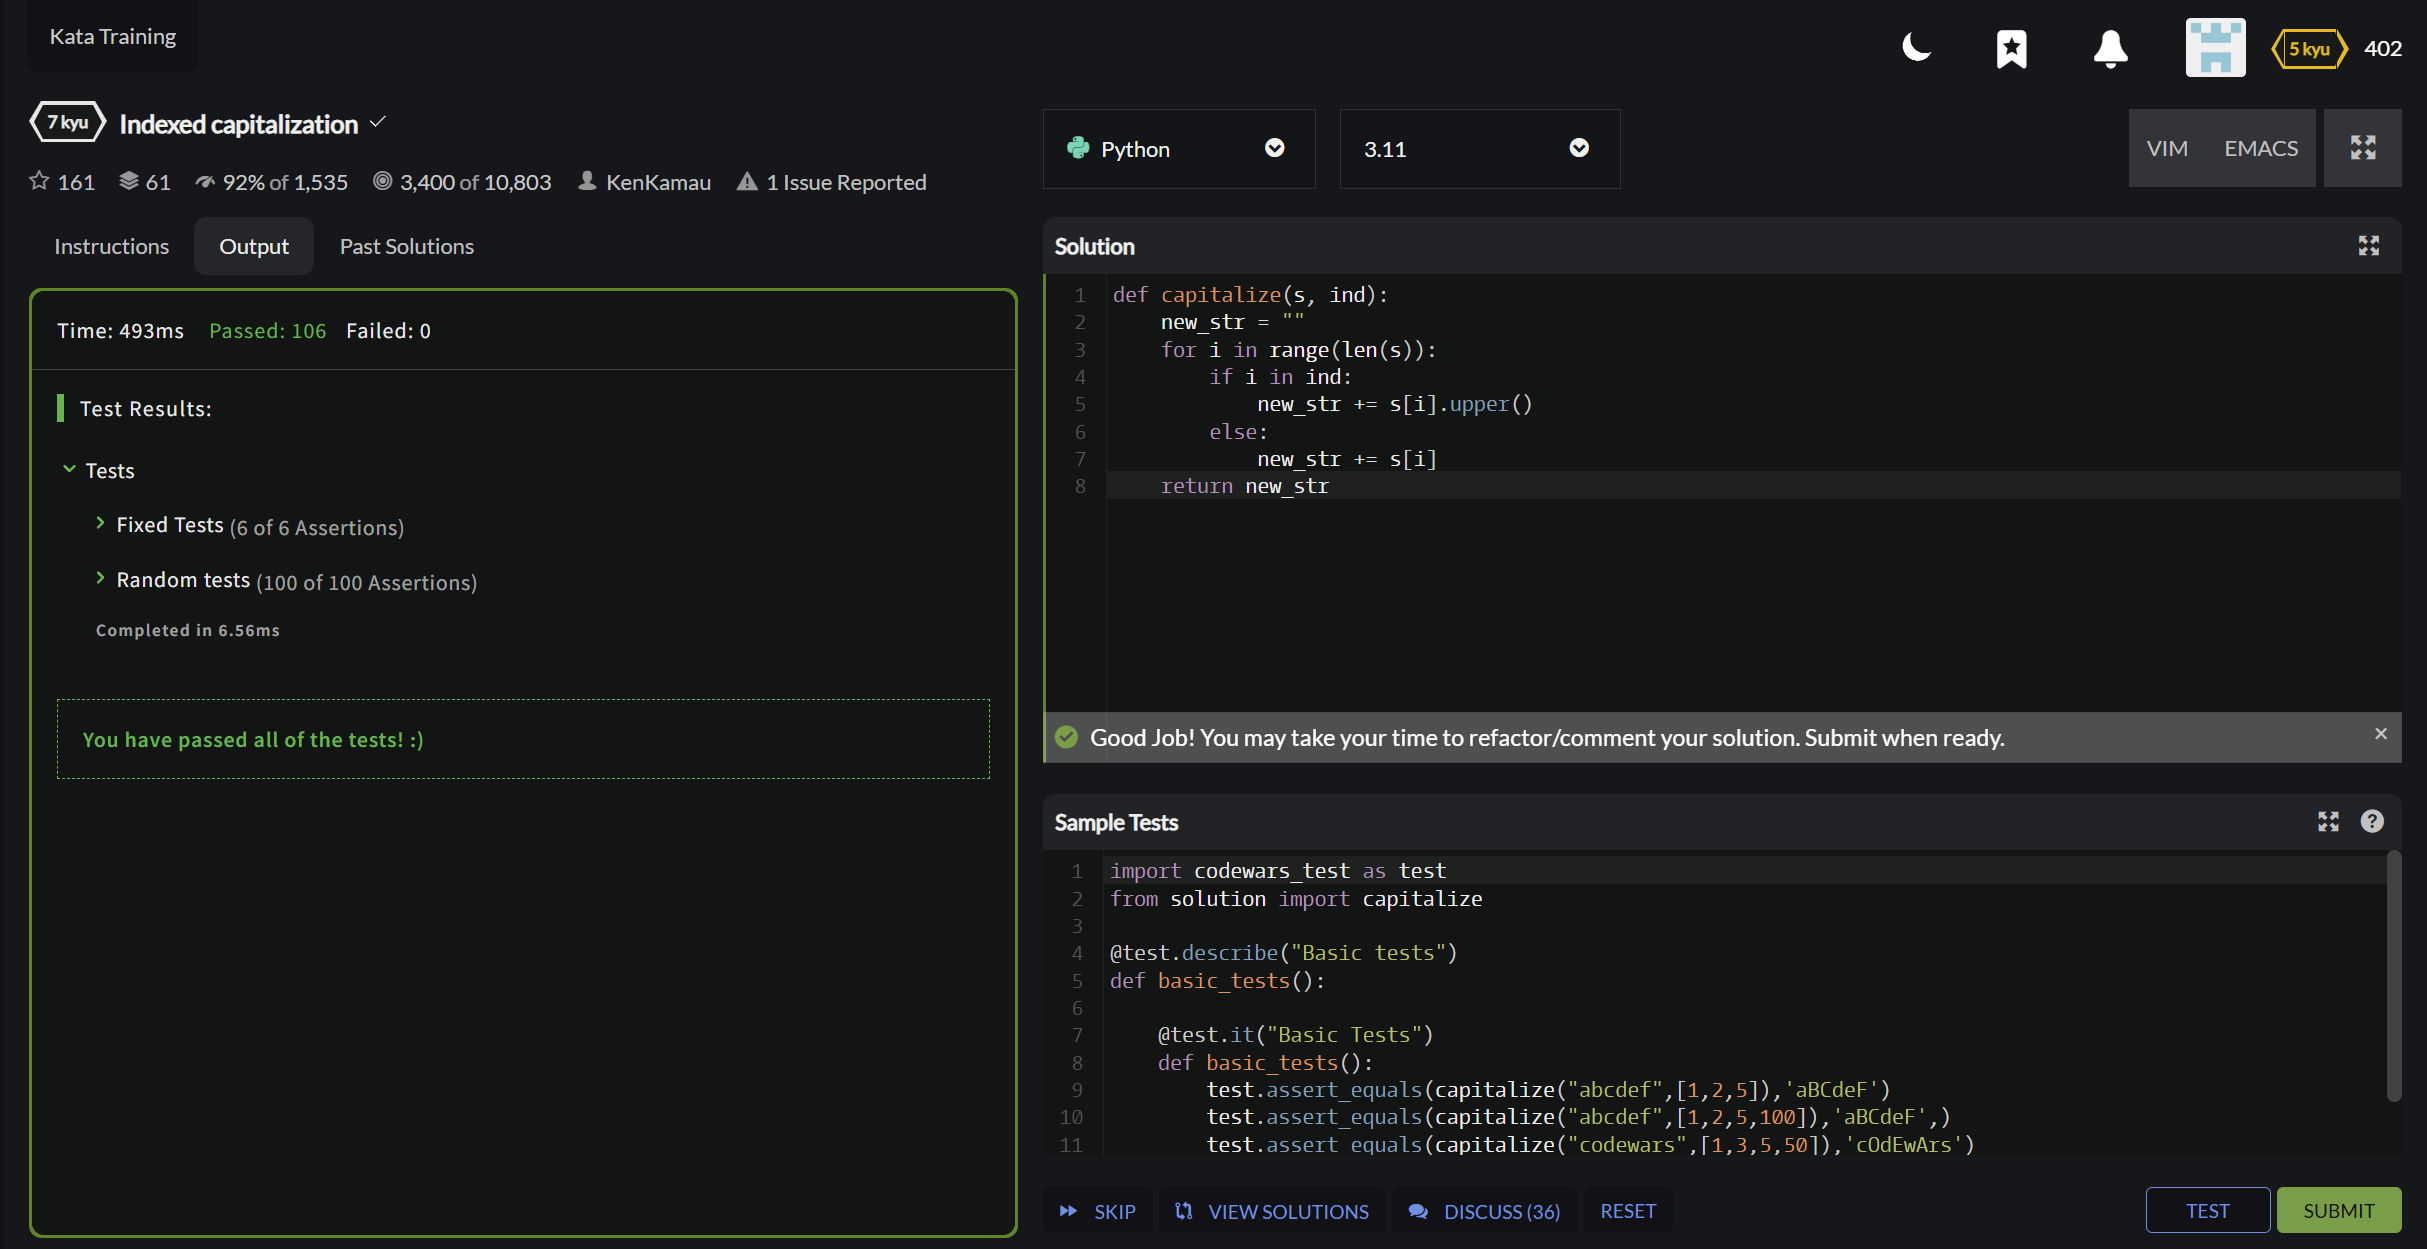 Kata Training
5 kyu 402
7 kyu Indexed capitalization
161 61 92% of 1,535 3,400 of 10,803 KenKamau 1 Issue Reported
Python 3.11 VIM EMACS
Instructions Output Past Solutions
Time: 493ms Passed: 106 Failed: 0
Test Results:
Tests
Fixed Tests (6 of 6 Assertions)
Random tests (100 of 100 Assertions)
Completed in 6.56ms
You have passed all of the tests! :)
Solution
1 def capitalize(s, ind):
2     new_str = ""
3     for i in range(len(s)):
4         if i in ind:
5             new_str += s[i].upper()
6         else:
7             new_str += s[i]
8     return new_str
Good Job! You may take your time to refactor/comment your solution. Submit when ready.
Sample Tests
1 import codewars_test as test
2 from solution import capitalize
3
4 @test.describe("Basic tests")
5 def basic_tests():
6
7     @test.it("Basic Tests")
8     def basic_tests():
9         test.assert_equals(capitalize("abcdef",[1,2,5]),'aBCdeF')
10         test.assert_equals(capitalize("abcdef",[1,2,5,100]),'aBCdeF',)
11         test.assert_equals(capitalize("codewars",[1,3,5,50]),'cOdEwArs')
SKIP VIEW SOLUTIONS DISCUSS (36) RESET TEST SUBMIT